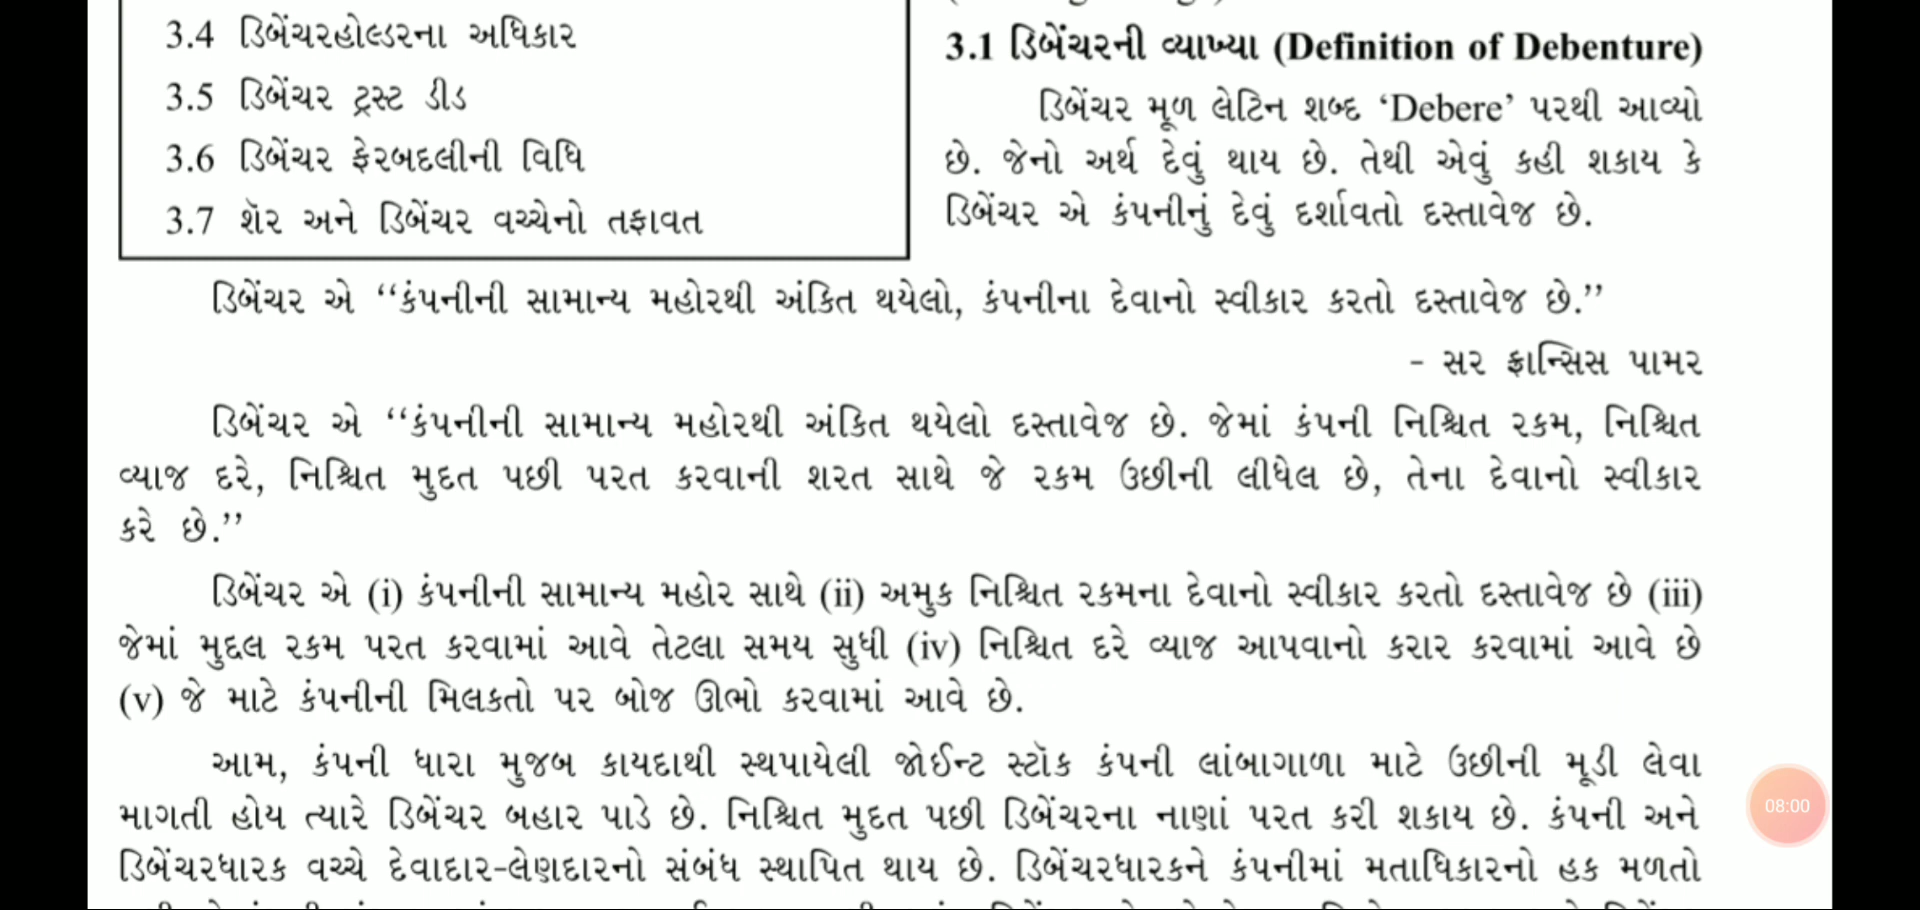 3.4 ડિબેંચરહોલ્ડરના અધિકાર
3.5 ડિબેંચર ટ્રસ્ટ ડીડ
3.6 ડિબેંચર ફેરબદલીની વિધિ
3.7 શૅર અને ડિબેંચર વચ્ચેનો તફાવત
3.1 ડિબેંચરની વ્યાખ્યા (Definition of Debenture)
ડિબેંચર મૂળ લેટિન શબ્દ ‘Debere’ પરથી આવ્યો
છે. જેનો અર્થ દેવું થાય છે. તેથી એવું કહી શકાય કે
ડિબેંચર એ કંપનીનું દેવું દર્શાવતો દસ્તાવેજ છે.
ડિબેંચર એ ‘‘કંપનીની સામાન્ય મહોરથી અંકિત થયેલો, કંપનીના દેવાનો સ્વીકાર કરતો દસ્તાવેજ છે.’’
- સર ફ્રાન્સિસ પામર
ડિબેંચર એ ‘‘કંપનીની સામાન્ય મહોરથી અંકિત થયેલો દસ્તાવેજ છે. જેમાં કંપની નિશ્ચિત રકમ, નિશ્ચિત
વ્યાજ દરે, નિશ્ચિત મુદત પછી પરત કરવાની શરત સાથે જે રકમ ઉછીની લીધેલ છે, તેના દેવાનો સ્વીકાર
કરે છે.’’
ડિબેંચર એ (i) કંપનીની સામાન્ય મહોર સાથે (ii) અમુક નિશ્ચિત રકમના દેવાનો સ્વીકાર કરતો દસ્તાવેજ છે (iii)
જેમાં મુદ્દલ રકમ પરત કરવામાં આવે તેટલા સમય સુધી (iv) નિશ્ચિત દરે વ્યાજ આપવાનો કરાર કરવામાં આવે છે
(v) જે માટે કંપનીની મિલકતો પર બોજ ઊભો કરવામાં આવે છે.
આમ, કંપની ધારા મુજબ કાયદાથી સ્થપાયેલી જોઈન્ટ સ્ટૉક કંપની લાંબાગાળા માટે ઉછીની મૂડી લેવા
માગતી હોય ત્યારે ડિબેંચર બહાર પાડે છે. નિશ્ચિત મુદત પછી ડિબેંચરના નાણાં પરત કરી શકાય છે. કંપની અને
ડિબેંચરધારક વચ્ચે દેવાદાર-લેણદારનો સંબંધ સ્થાપિત થાય છે. ડિબેંચરધારકને કંપનીમાં મતાધિકારનો હક મળતો
08:00